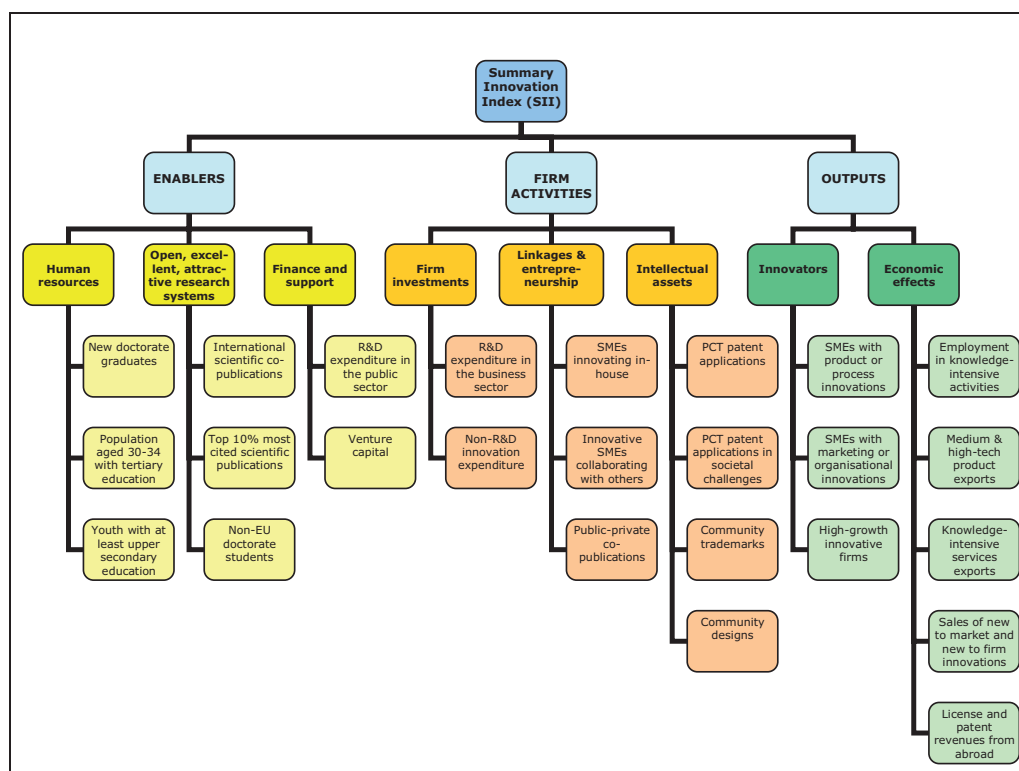 Summary
Innovation
Index (SII)
ENABLERS
FIRM
ACTIVITIES
OUTPUTS
Human
resources
Open, excel-
lent, attrac-
tive research
systems
Finance and
support
Firm
investments
Linkages &
entrepre-
neurship
Intellectual
assets
Innovators
Economic
effects
New doctorate
graduates
International
scientific co-
publications
R&D
expenditure in
the public
sector
R&D
expenditure in
the business
sector
SMEs
innovating in-
house
PCT patent
applications
SMEs with
product or
process
innovations
Employment
in knowledge-
intensive
activities
Population
aged 30-34
with tertiary
education
Top 10% most
cited scientific
publications
Venture
capital
Non-R&D
innovation
expenditure
Innovative
SMEs
collaborating
with others
PCT patent
applications in
societal
challenges
SMEs with
marketing or
organisational
innovations
Medium &
high-tech
product
exports
Youth with at
least upper
secondary
education
Non-EU
doctorate
students
Public-private
co-
publications
Community
trademarks
High-growth
innovative
firms
Knowledge-
intensive
services
exports
Community
designs
Sales of new
to market and
new to firm
innovations
License and
patent
revenues from
abroad